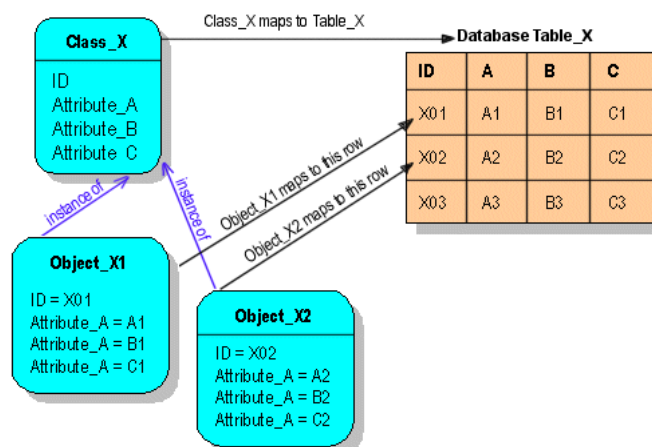 Class_X maps to Table_X
Class_X
ID
Attribute_A
Attribute_B
Attribute C
Database Table_X
ID A B C
X01 A1 B1 C1
X02 A2 B2 C2
X03 A3 B3 C3
instance of
instance of
Object_X1 maps to this row
Object_X2 maps to this row
Object_X1
ID = X01
Attribute_A = A1
Attribute_A = B1
Attribute_A = C1
Object_X2
ID = X02
Attribute_A = A2
Attribute_A = B2
Attribute_A = C2